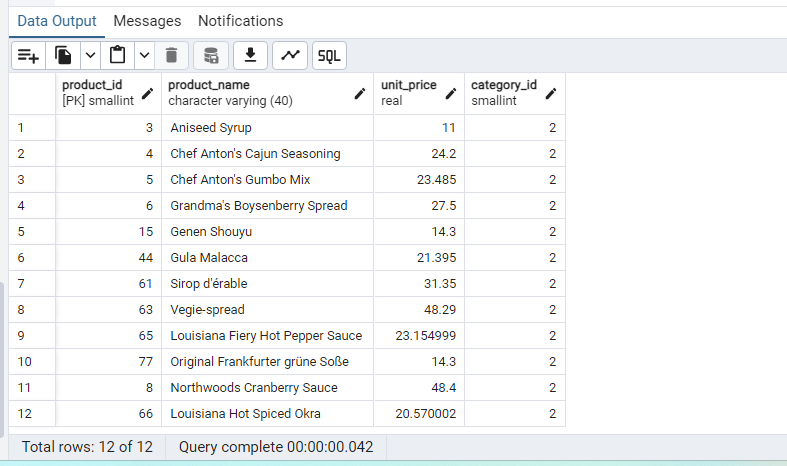 Data Output Messages Notifications
SQL
product_id product_name unit_price category_id
[PK] smallint character varying (40) real smallint
1 3 Aniseed Syrup 11 2
2 4 Chef Anton's Cajun Seasoning 24.2 2
3 5 Chef Anton's Gumbo Mix 23.485 2
4 6 Grandma's Boysenberry Spread 27.5 2
5 15 Genen Shouyu 14.3 2
6 44 Gula Malacca 21.395 2
7 61 Sirop d'érable 31.35 2
8 63 Vegie-spread 48.29 2
9 65 Louisiana Fiery Hot Pepper Sauce 23.154999 2
10 77 Original Frankfurter grüne Soße 14.3 2
11 8 Northwoods Cranberry Sauce 48.4 2
12 66 Louisiana Hot Spiced Okra 20.570002 2
Total rows: 12 of 12 Query complete 00:00:00.042